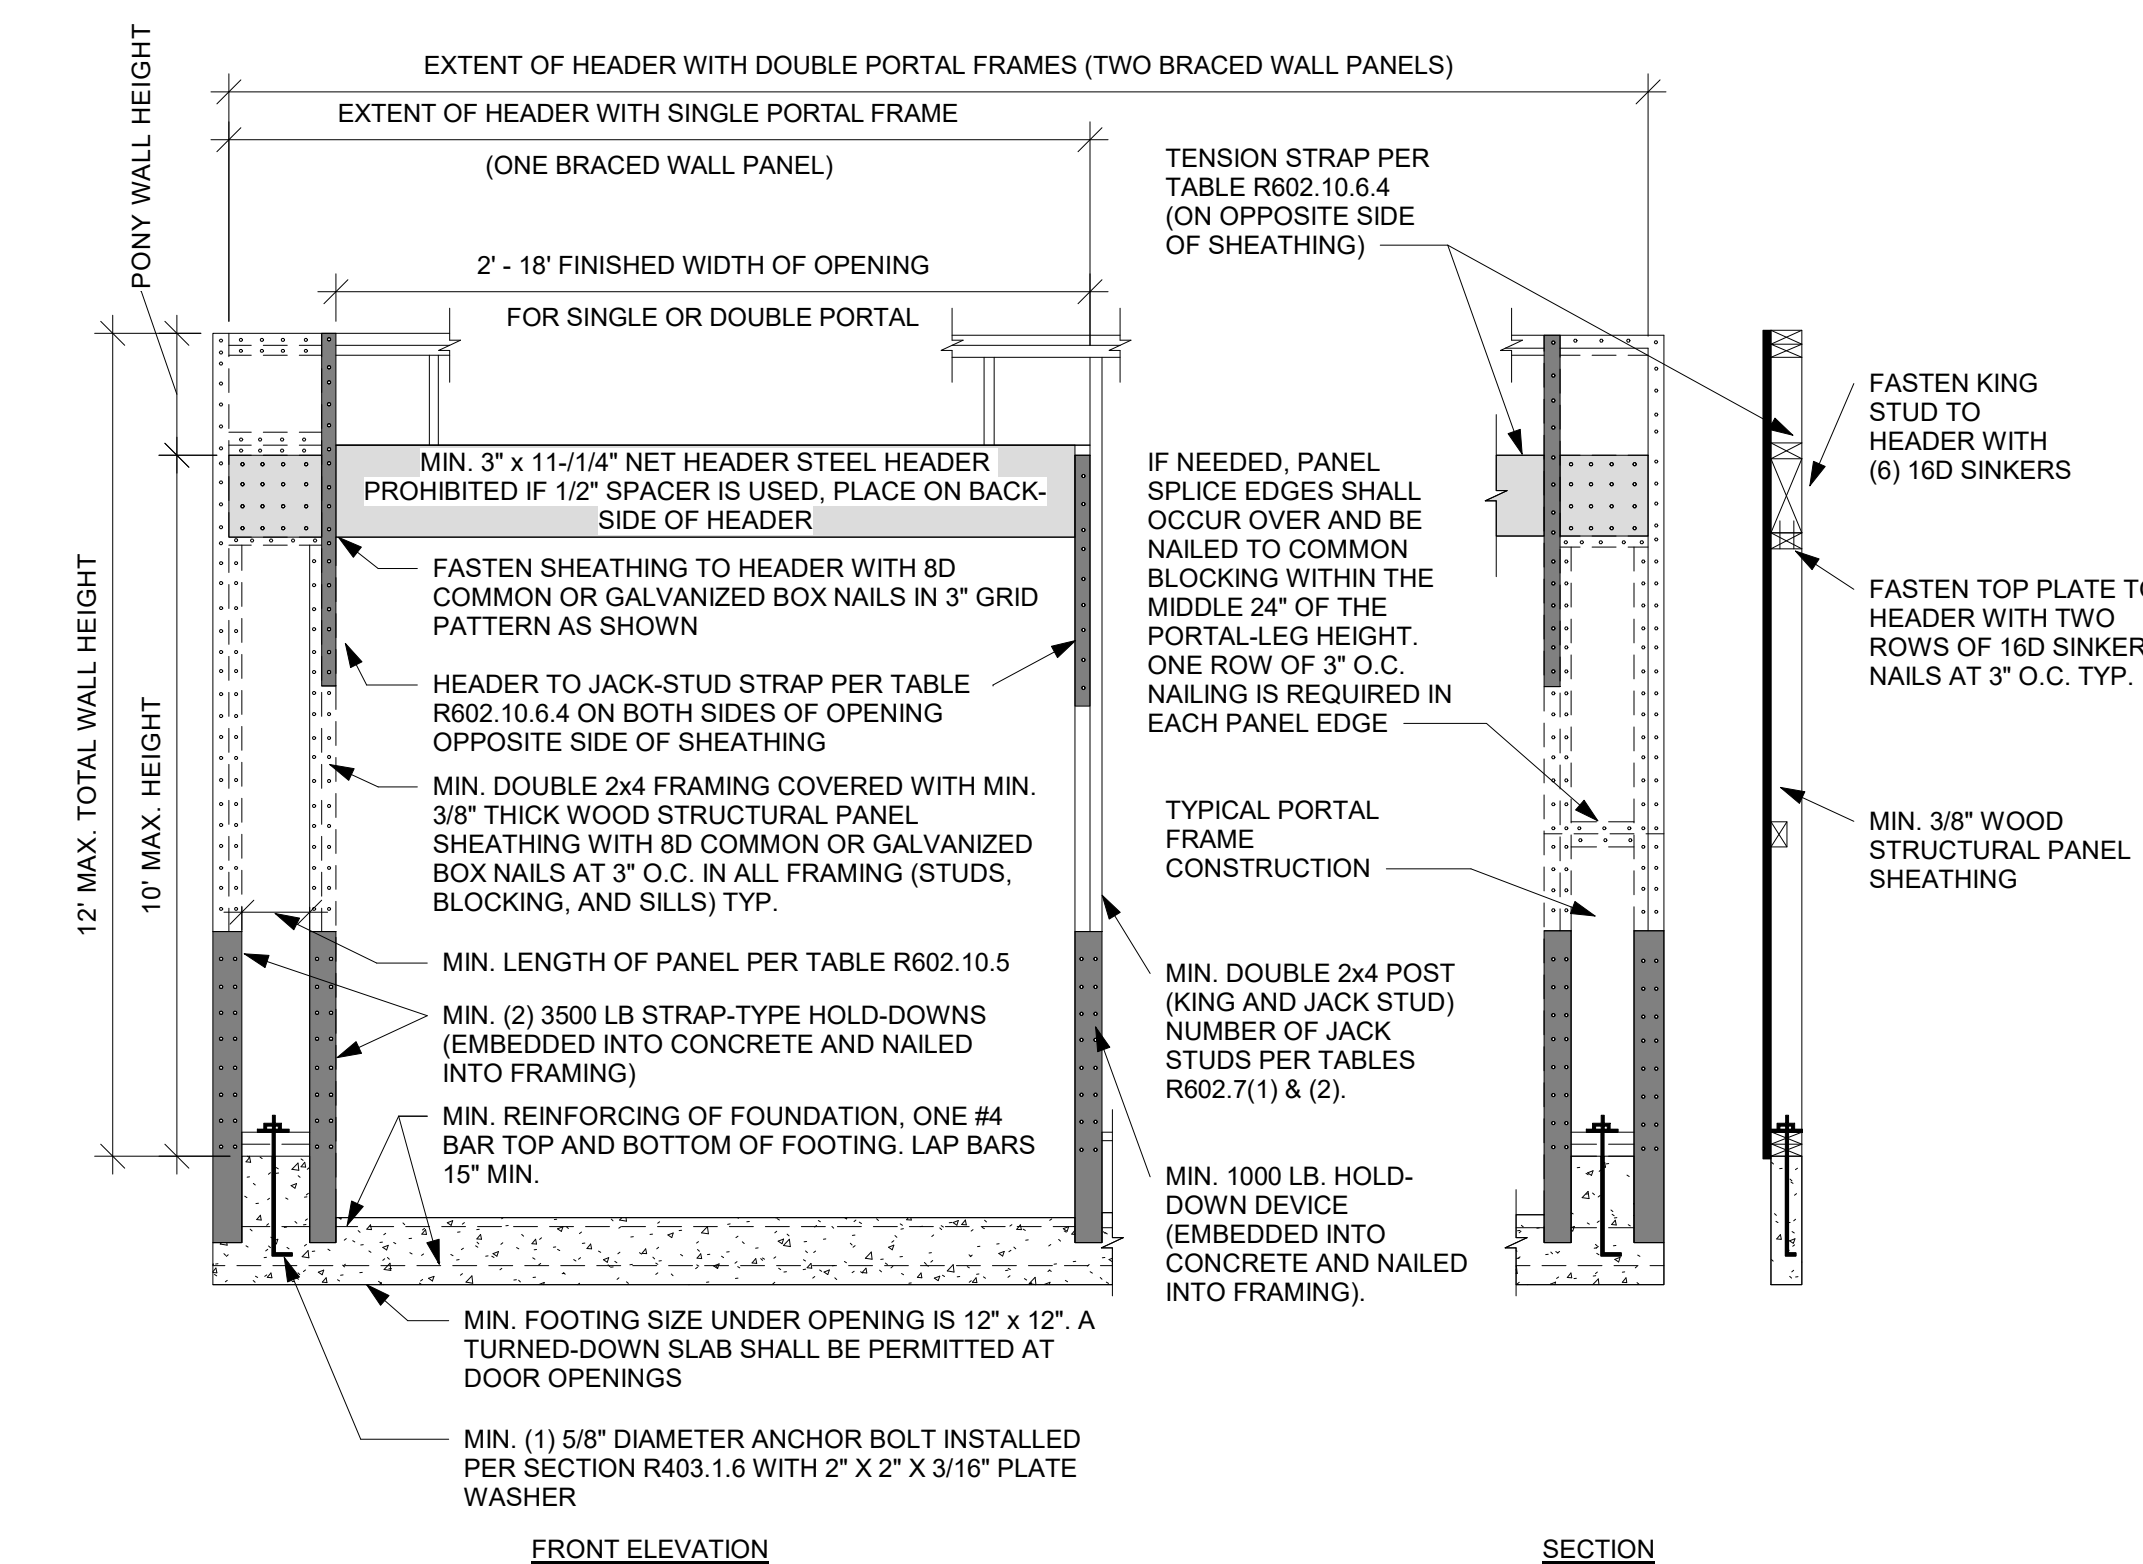 EXTENT OF HEADER WITH DOUBLE PORTAL FRAMES (TWO BRACED WALL PANELS)
EXTENT OF HEADER WITH SINGLE PORTAL FRAME
(ONE BRACED WALL PANEL)
PONY WALL HEIGHT
2' - 18' FINISHED WIDTH OF OPENING
FOR SINGLE OR DOUBLE PORTAL
TENSION STRAP PER
TABLE R602.10.6.4
(ON OPPOSITE SIDE
OF SHEATHING)
12' MAX. TOTAL WALL HEIGHT
10' MAX. HEIGHT
MIN. 3" x 11-/1/4" NET HEADER STEEL HEADER
PROHIBITED IF 1/2" SPACER IS USED, PLACE ON BACK-
SIDE OF HEADER
FASTEN SHEATHING TO HEADER WITH 8D
COMMON OR GALVANIZED BOX NAILS IN 3" GRID
PATTERN AS SHOWN
HEADER TO JACK-STUD STRAP PER TABLE
R602.10.6.4 ON BOTH SIDES OF OPENING
OPPOSITE SIDE OF SHEATHING
MIN. DOUBLE 2x4 FRAMING COVERED WITH MIN.
3/8" THICK WOOD STRUCTURAL PANEL
SHEATHING WITH 8D COMMON OR GALVANIZED
BOX NAILS AT 3" O.C. IN ALL FRAMING (STUDS,
BLOCKING, AND SILLS) TYP.
MIN. LENGTH OF PANEL PER TABLE R602.10.5
MIN. (2) 3500 LB STRAP-TYPE HOLD-DOWNS
(EMBEDDED INTO CONCRETE AND NAILED
INTO FRAMING)
MIN. REINFORCING OF FOUNDATION, ONE #4
BAR TOP AND BOTTOM OF FOOTING. LAP BARS
15" MIN.
MIN. FOOTING SIZE UNDER OPENING IS 12" x 12". A
TURNED-DOWN SLAB SHALL BE PERMITTED AT
DOOR OPENINGS
MIN. (1) 5/8" DIAMETER ANCHOR BOLT INSTALLED
PER SECTION R403.1.6 WITH 2" X 2" X 3/16" PLATE
WASHER
IF NEEDED, PANEL
SPLICE EDGES SHALL
OCCUR OVER AND BE
NAILED TO COMMON
BLOCKING WITHIN THE
MIDDLE 24" OF THE
PORTAL-LEG HEIGHT.
ONE ROW OF 3" O.C.
NAILING IS REQUIRED IN
EACH PANEL EDGE
TYPICAL PORTAL
FRAME
CONSTRUCTION
MIN. DOUBLE 2x4 POST
(KING AND JACK STUD)
NUMBER OF JACK
STUDS PER TABLES
R602.7(1) & (2).
MIN. 1000 LB. HOLD-
DOWN DEVICE
(EMBEDDED INTO
CONCRETE AND NAILED
INTO FRAMING).
FASTEN KING
STUD TO
HEADER WITH
(6) 16D SINKERS
FASTEN TOP PLATE
HEADER WITH TWO
ROWS OF 16D SINKER
NAILS AT 3" O.C. TYP.
MIN. 3/8" WOOD
STRUCTURAL PANEL
SHEATHING
FRONT ELEVATION
SECTION